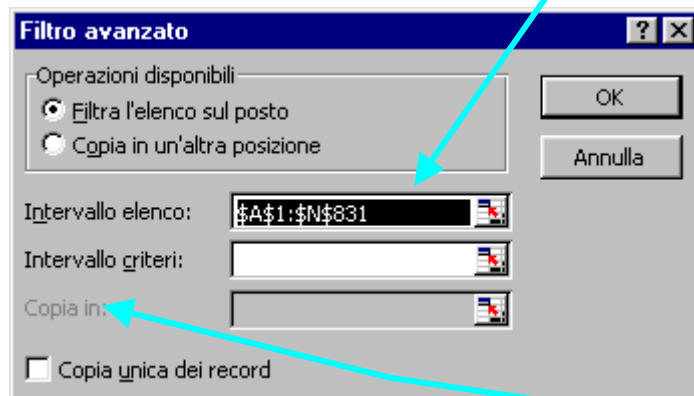 Filtro avanzato
Operazioni disponibili
Filtra l'elenco sul posto
Copia in un'altra posizione
OK
Annulla
Intervallo elenco: $A$1:$N$831
Intervallo criteri:
Copia in:
Copia unica dei record